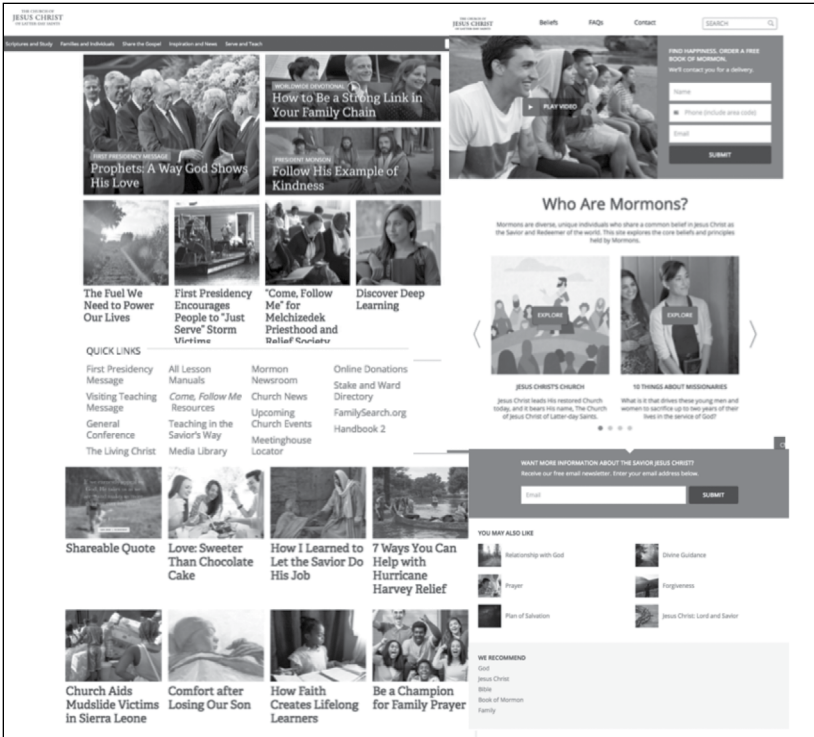 THE CHURCH OF
JESUS CHRIST
OF LATTER-DAY SAINTS
Scriptures and Study Families and Individuals Share the Gospel Inspiration and News Serve and Teach
FIRST PRESIDENCY MESSAGE
Prophets: A Way God Shows
His Love
WORLDWIDE DEVOTIONAL
How to Be a Strong Link in
Your Family Chain
PRESIDENT MONSON
Follow His Example of
Kindness
The Fuel We
Need to Power
Our Lives
First Presidency
Encourages
People to "Just
Serve" Storm
Victims
"Come, Follow
Me" for
Melchizedek
Priesthood and
Relief Society
Discover Deep
Learning
QUICK LINKS
First Presidency
Message
Visiting Teaching
Message
General
Conference
The Living Christ
All Lesson
Manuals
Come, Follow Me
Resources
Teaching in the
Savior's Way
Media Library
Mormon
Newsroom
Church News
Upcoming
Church Events
Meetinghouse
Locator
Online Donations
Stake and Ward
Directory
FamilySearch.org
Handbook 2
Shareable Quote
Love: Sweeter
Than Chocolate
Cake
How I Learned to
Let the Savior Do
His Job
7 Ways You Can
Help with
Hurricane
Harvey Relief
Church Aids
Mudslide Victims
in Sierra Leone
Comfort after
Losing Our Son
How Faith
Creates Lifelong
Learners
Be a Champion
for Family Prayer
THE CHURCH OF
JESUS CHRIST
OF LATTER-DAY SAINTS
Beliefs FAQs Contact SEARCH
PLAY VIDEO
FIND HAPPINESS. ORDER A FREE
BOOK OF MORMON.
We'll contact you for a delivery.
Name
Phone (include area code)
Email
SUBMIT
Who Are Mormons?
Mormons are diverse, unique individuals who share a common belief in Jesus Christ as
the Savior and Redeemer of the world. This site explores the core beliefs and principles
held by Mormons.
EXPLORE
JESUS CHRIST'S CHURCH
Jesus Christ leads His restored Church
today, and it bears His name, The Church
of Jesus Christ of Latter-day Saints.
EXPLORE
10 THINGS ABOUT MISSIONARIES
What is it that drives these young men and
women to sacrifice up to two years of their
lives in the service of God?
WANT MORE INFORMATION ABOUT THE SAVIOR JESUS CHRIST?
Receive our free email newsletter. Enter your email address below.
Email SUBMIT
YOU MAY ALSO LIKE
Relationship with God
Divine Guidance
Prayer
Forgiveness
Plan of Salvation
Jesus Christ: Lord and Savior
WE RECOMMEND
God
Jesus Christ
Bible
Book of Mormon
Family